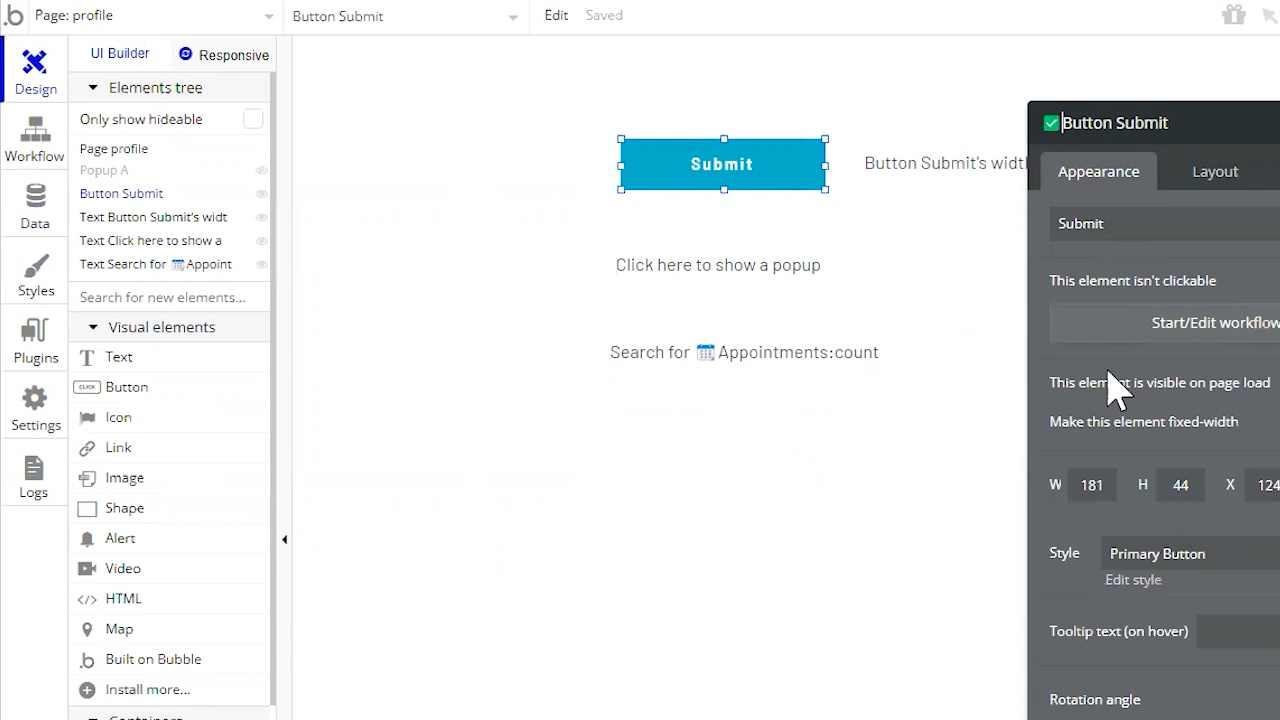 Page: profile
Button Submit
Edit
Saved
UI Builder
Responsive
Design
Workflow
Data
Styles
Plugins
Settings
Logs
Elements tree
Only show hideable
Page profile
Popup A
Button Submit
Text Button Submit's widt
Text Click here to show a
Text Search for Appoint
Search for new elements...
Visual elements
Text
CLICK Button
Icon
Link
Image
Shape
Alert
Video
HTML
Map
Built on Bubble
Install more...
Submit
Button Submit's width
Click here to show a popup
Search for Appointments:count
Button Submit
Appearance
Layout
Submit
This element isn't clickable
Start/Edit workflow
This element is visible on page load
Make this element fixed-width
W 181 H 44 X 124
Style Primary Button
Edit style
Tooltip text (on hover)
Rotation angle